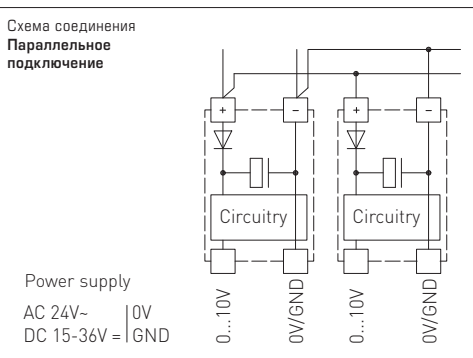 Схема соединения
Параллельное
подключение
+ − + −
Circuitry Circuitry
Power supply
AC 24V~ 0V
DC 15-36V = GND
0...10V
0V/GND
0...10V
0V/GND